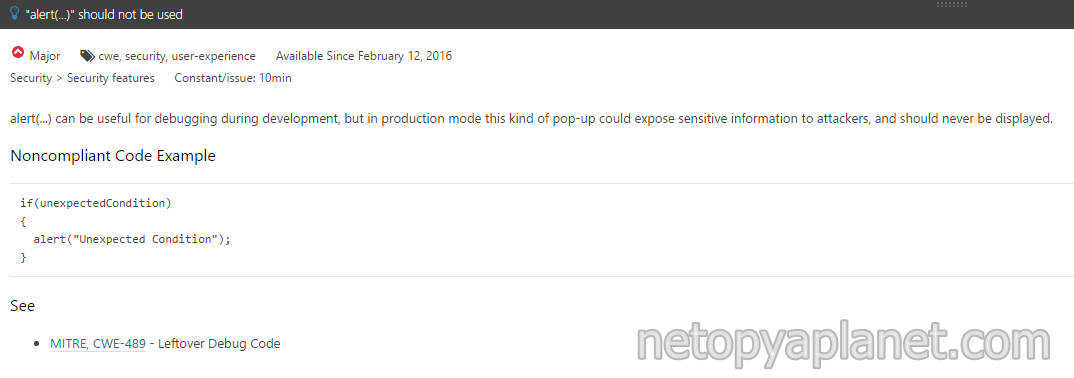 "alert(...)" should not be used
Major cwe, security, user-experience Available Since February 12, 2016
Security > Security features Constant/issue: 10min
alert(...) can be useful for debugging during development, but in production mode this kind of pop-up could expose sensitive information to attackers, and should never be displayed.
Noncompliant Code Example
if(unexpectedCondition)
{
  alert("Unexpected Condition");
}
See
• MITRE, CWE-489 - Leftover Debug Code
netopyaplanet.com